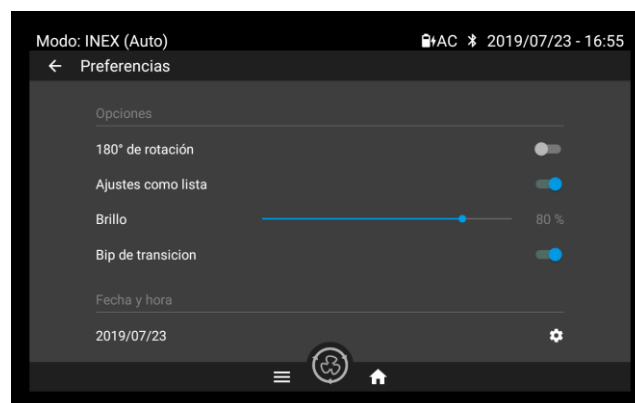 Modo: INEX (Auto) AC 2019/07/23 - 16:55
Preferencias
Opciones
180° de rotación
Ajustes como lista
Brillo 80 %
Bip de transicion
Fecha y hora
2019/07/23